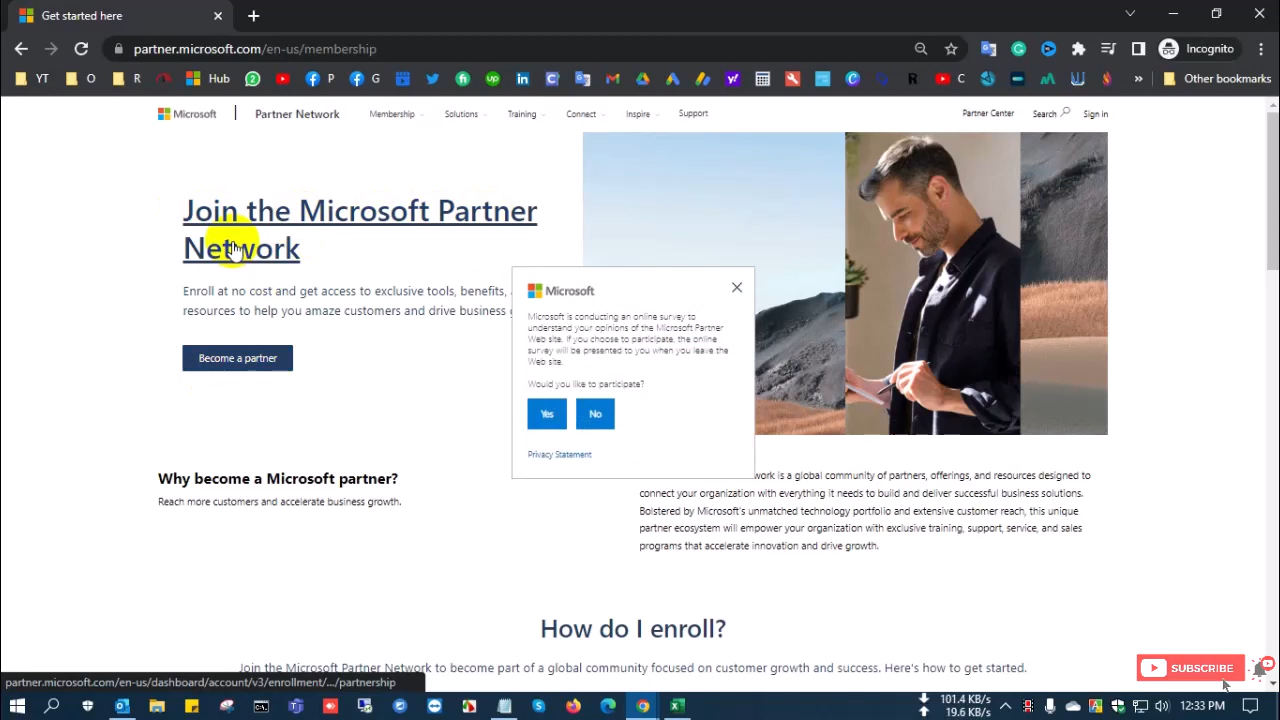 Get started here
partner.microsoft.com/en-us/membership
Incognito
YT O R Hub P G C Other bookmarks
Microsoft Partner Network Membership Solutions Training Connect Inspire Support Partner Center Search Sign in
Join the Microsoft Partner
Network
Enroll at no cost and get access to exclusive tools, benefits,
resources to help you amaze customers and drive business
Become a partner
Microsoft
Microsoft is conducting an online survey to
understand your opinions of the Microsoft Partner
Web site. If you choose to participate, the online
survey will be presented to you when you leave the
Web site.
Would you like to participate?
Yes No
Privacy Statement
Why become a Microsoft partner?
Reach more customers and accelerate business growth.
work is a global community of partners, offerings, and resources designed to
connect your organization with everything it needs to build and deliver successful business solutions.
Bolstered by Microsoft's unmatched technology portfolio and extensive customer reach, this unique
partner ecosystem will empower your organization with exclusive training, support, service, and sales
programs that accelerate innovation and drive growth.
How do I enroll?
Join the Microsoft Partner Network to become part of a global community focused on customer growth and success. Here's how to get started.
SUBSCRIBE
partner.microsoft.com/en-us/dashboard/account/v3/enrollment/.../partnership
101.4 KB/s
19.6 KB/s
12:33 PM